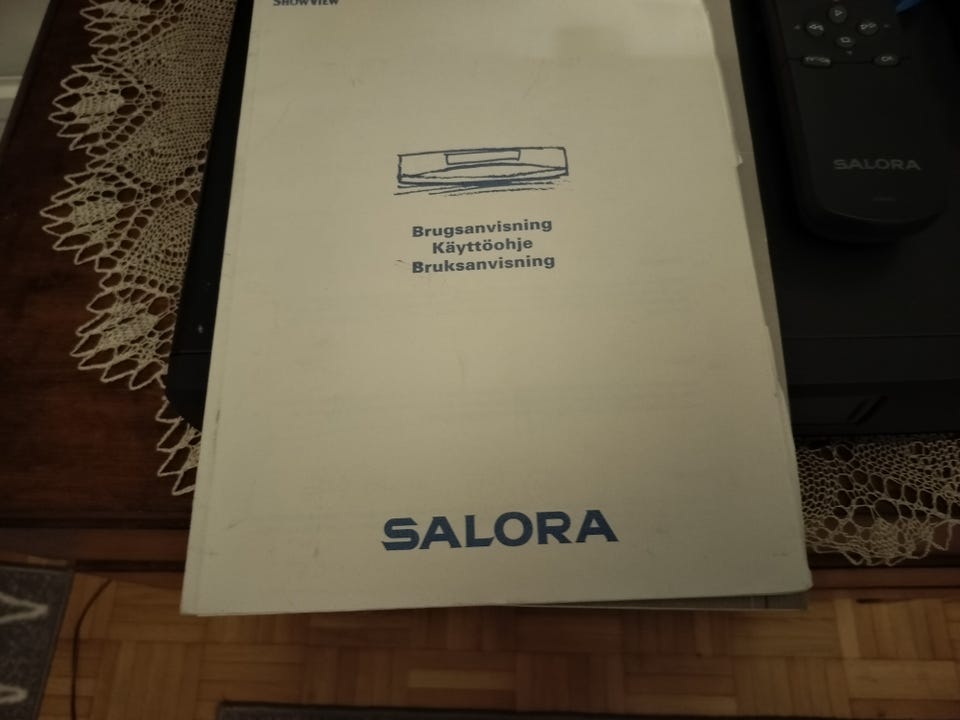 SHOWVIEW
Brugsanvisning
Käyttöohje
Bruksanvisning
SALORA
SALORA